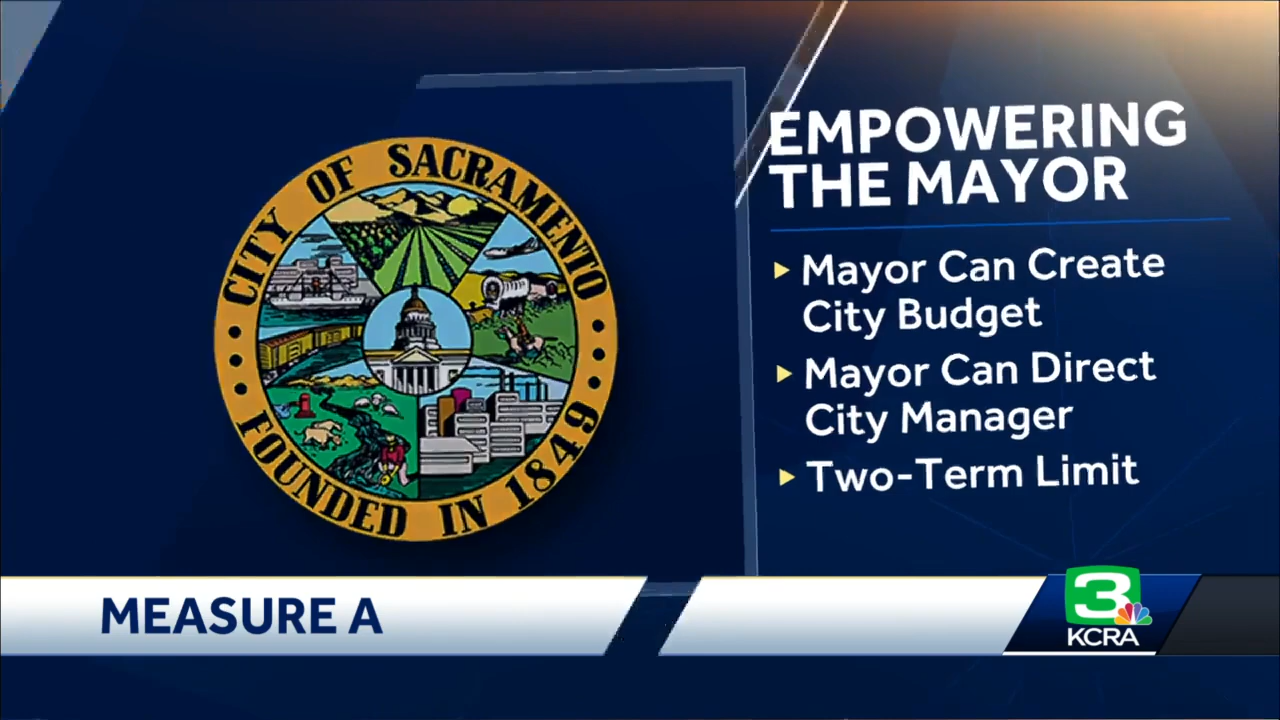 CITY OF SACRAMENTO
FOUNDED IN 1849
EMPOWERING
THE MAYOR
Mayor Can Create
City Budget
Mayor Can Direct
City Manager
Two-Term Limit
MEASURE A
3
KCRA